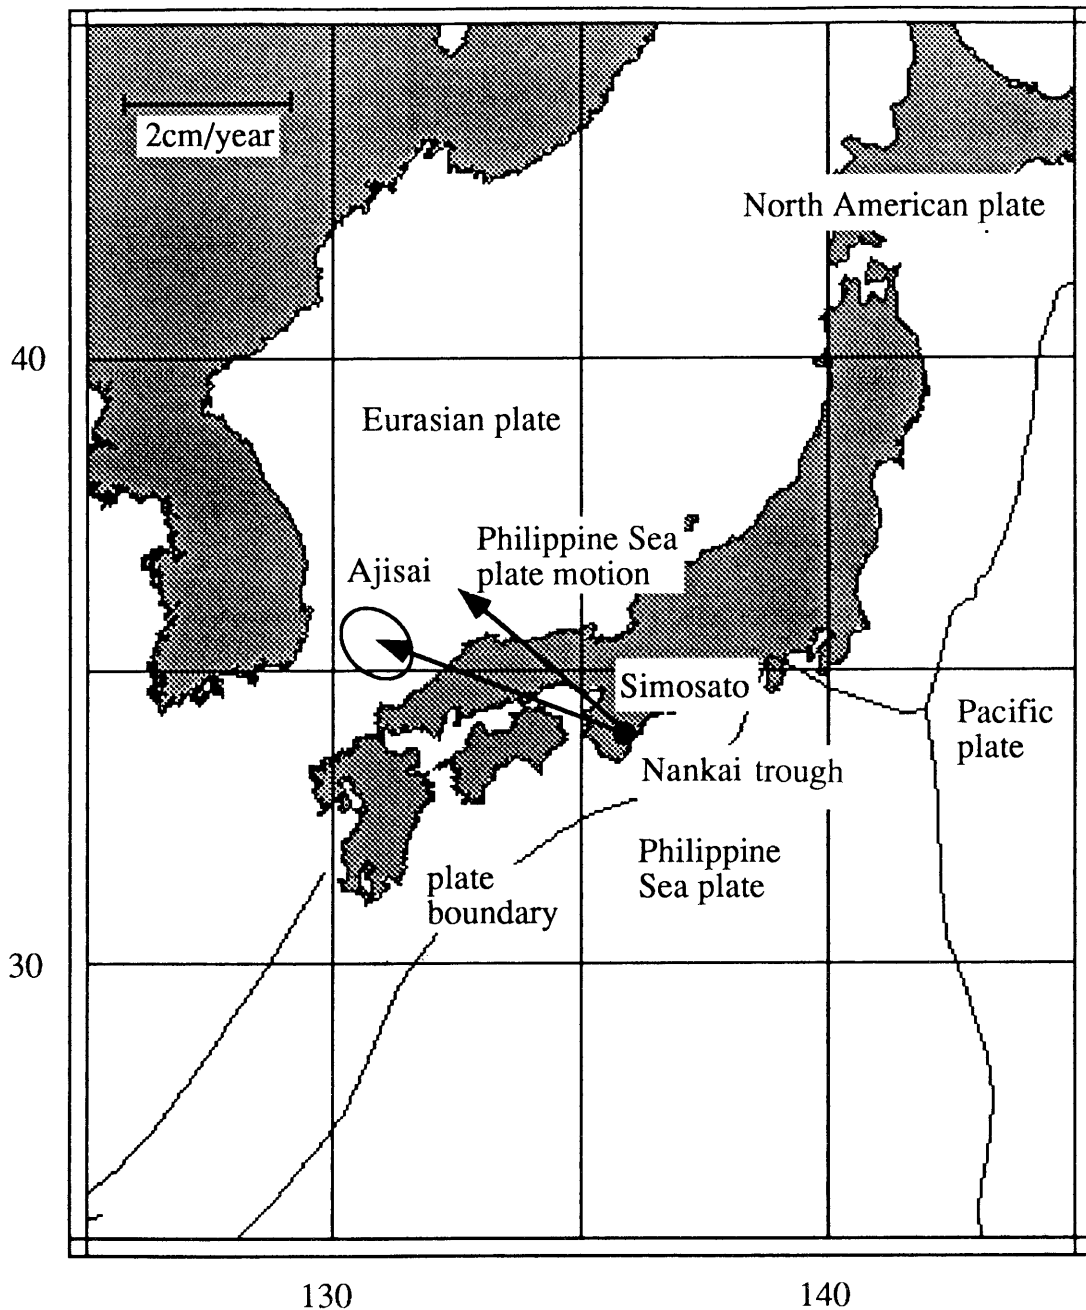 2cm/year
North American plate
40
Eurasian plate
Philippine Sea
plate motion
Ajisai
Simosato
Pacific
plate
Nankai trough
Philippine
Sea plate
plate
boundary
30
130
140